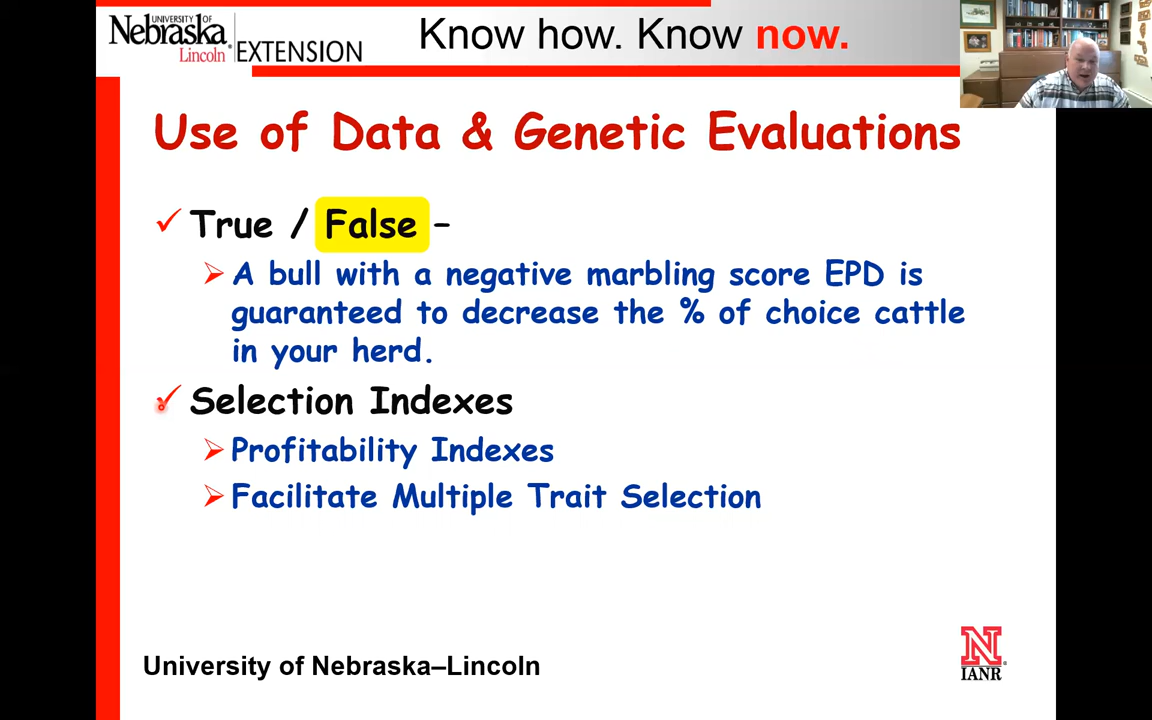 UNIVERSITY OF
Nebraska
Lincoln
EXTENSION
Know how. Know now.
Use of Data & Genetic Evaluations
True / False –
A bull with a negative marbling score EPD is
guaranteed to decrease the % of choice cattle
in your herd.
Selection Indexes
Profitability Indexes
Facilitate Multiple Trait Selection
University of Nebraska–Lincoln
N
IANR